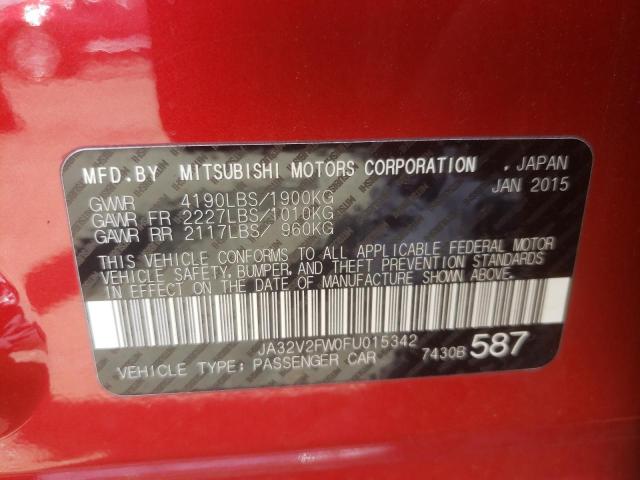 MFD.BY MITSUBISHI MOTORS CORPORATION , JAPAN
JAN 2015
GVWR 4190LBS/1900KG
GAWR FR 2227LBS/1010KG
GAWR RR 2117LBS/ 960KG
THIS VEHICLE CONFORMS TO ALL APPLICABLE FEDERAL MOTOR
VEHICLE SAFETY,BUMPER,AND THEFT PREVENTION STANDARDS
IN EFFECT ON THE DATE OF MANUFACTURE SHOWN ABOVE.
JA32V2FW0FU015342
VEHICLE TYPE: PASSENGER CAR 7430B 587